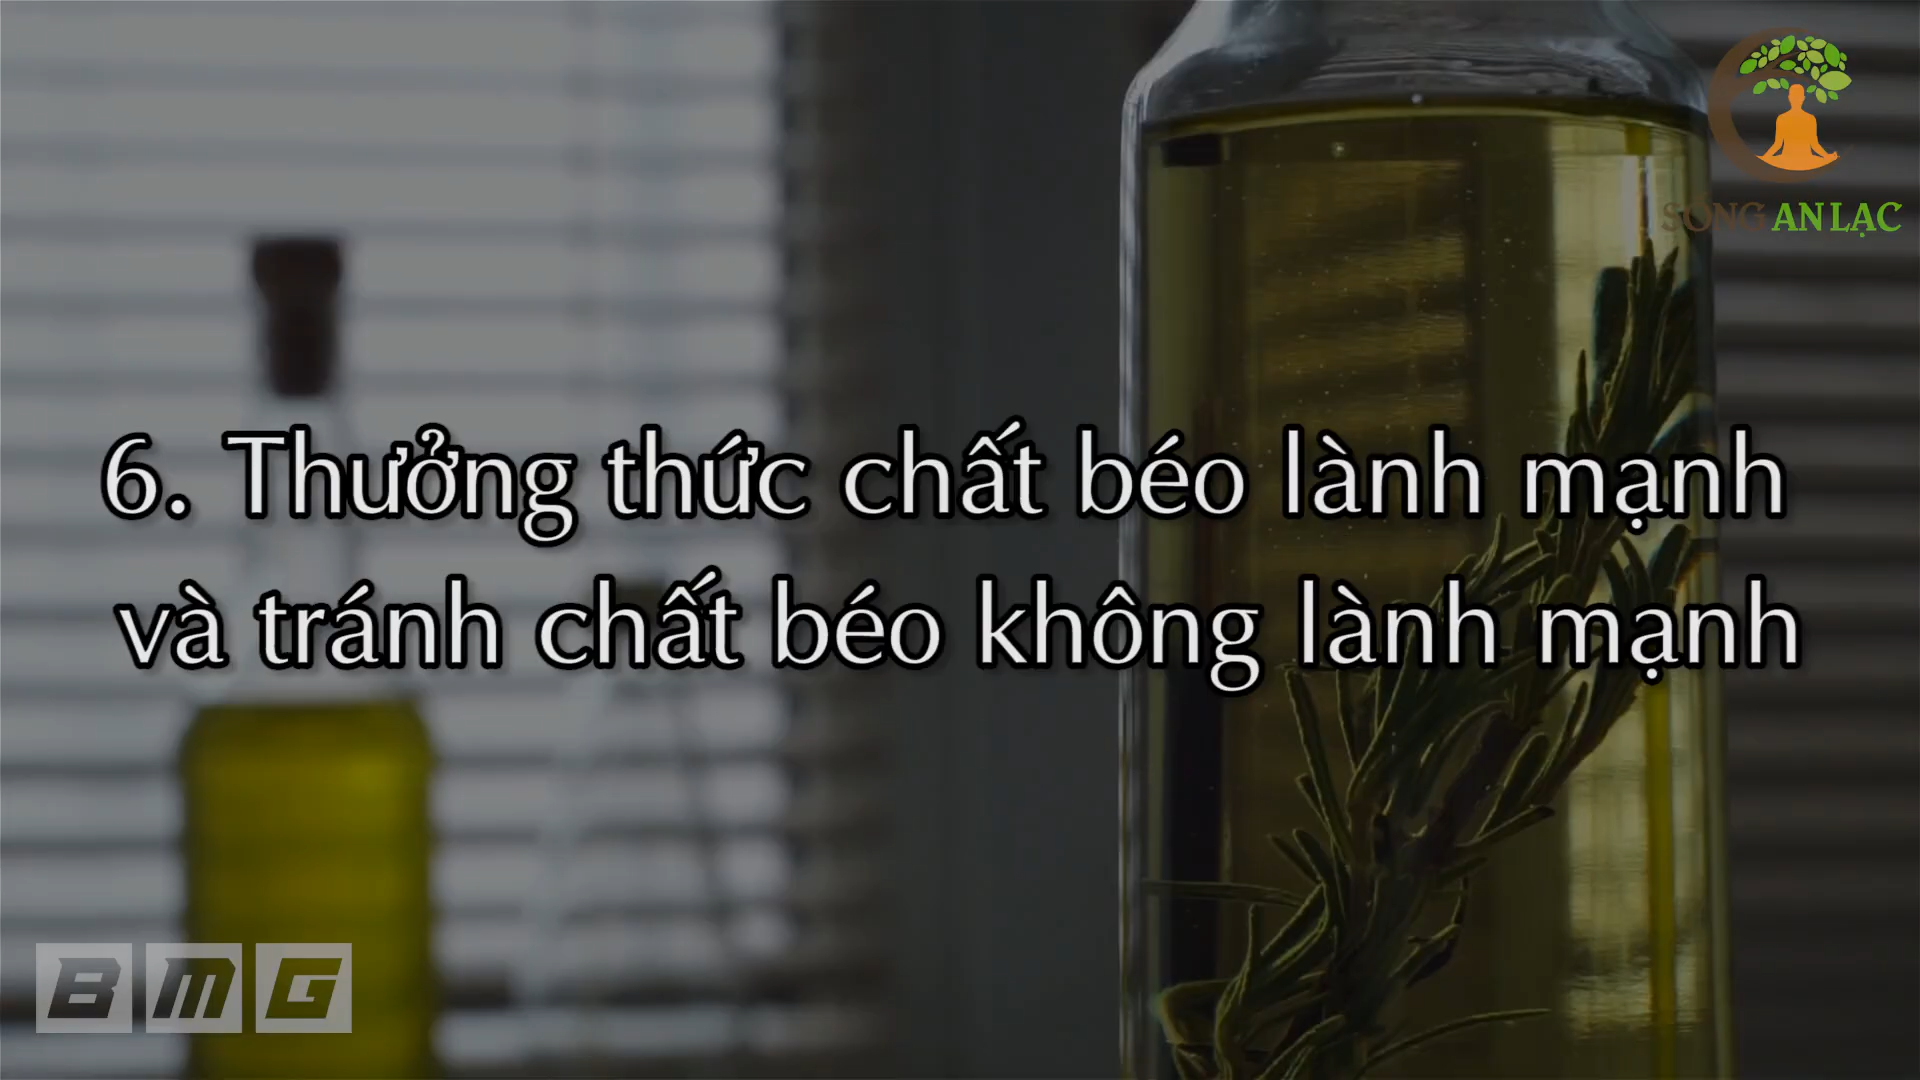 SỐNG AN LẠC
6. Thưởng thức chất béo lành mạnh
và tránh chất béo không lành mạnh
BMG